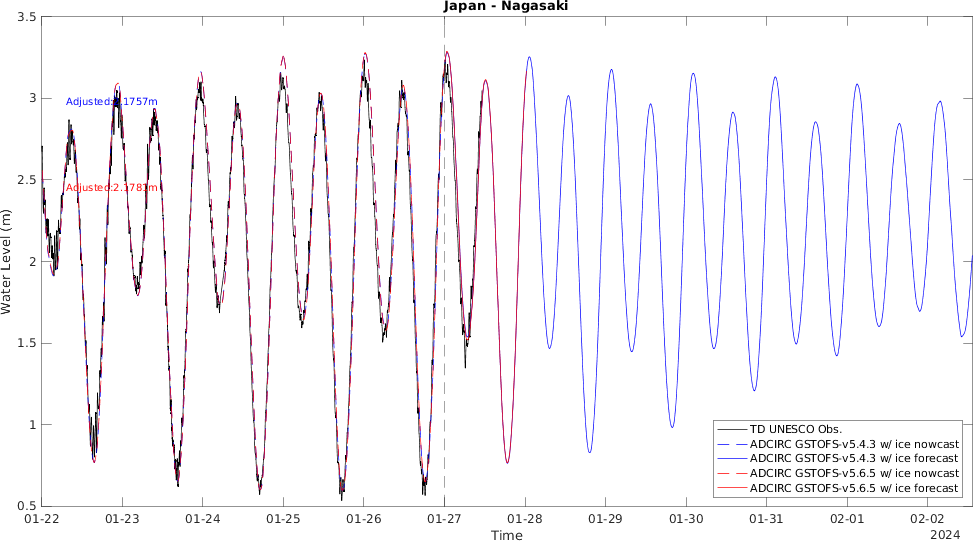 Japan - Nagasaki
3.5
3
2.5
2
1.5
1
0.5
Water Level (m)
Adjusted:2.1757m
Adjusted:2.1781m
TD UNESCO Obs.
ADCIRC GSTOFS-v5.4.3 w/ ice nowcast
ADCIRC GSTOFS-v5.4.3 w/ ice forecast
ADCIRC GSTOFS-v5.6.5 w/ ice nowcast
ADCIRC GSTOFS-v5.6.5 w/ ice forecast
01-22 01-23 01-24 01-25 01-26 01-27 01-28 01-29 01-30 01-31 02-01 02-02
Time
2024